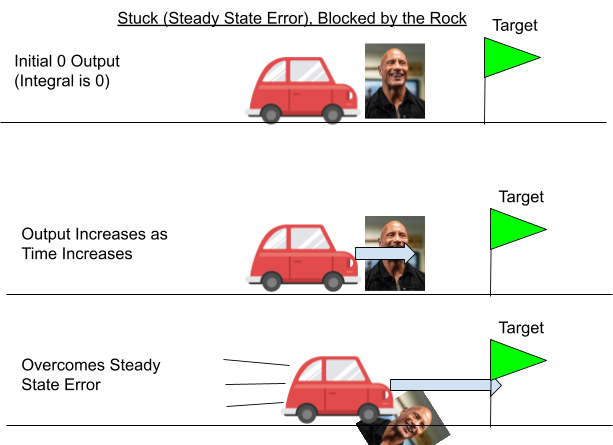 Stuck (Steady State Error), Blocked by the Rock
Target
Initial 0 Output
(Integral is 0)
Target
Output Increases as
Time Increases
Target
Overcomes Steady
State Error